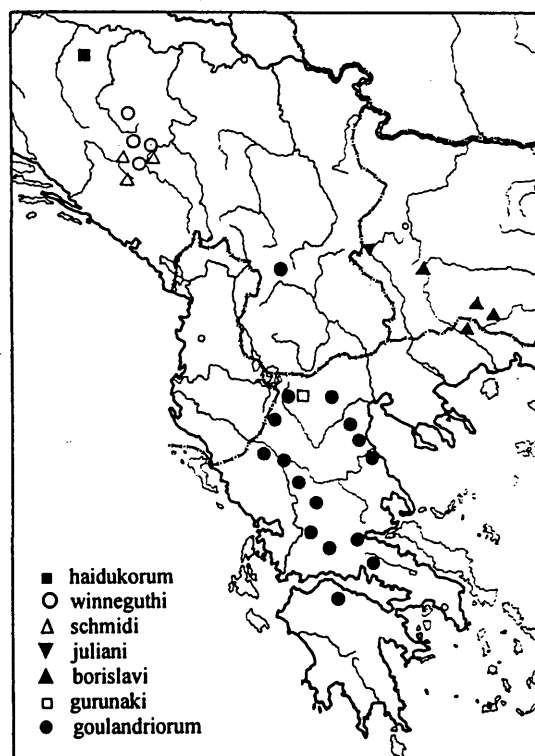 haidukorum
winneguthi
schmidi
juliani
borislavi
gurunaki
goulandriorum